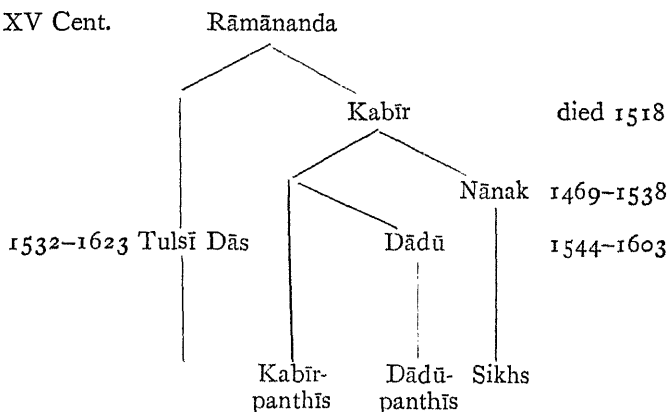 XV Cent. Rāmānanda
Kabīr died 1518
Nānak 1469–1538
1532–1623 Tulsī Dās Dādū 1544–1603
Kabīr- Dādū- Sikhs
panthīs panthīs